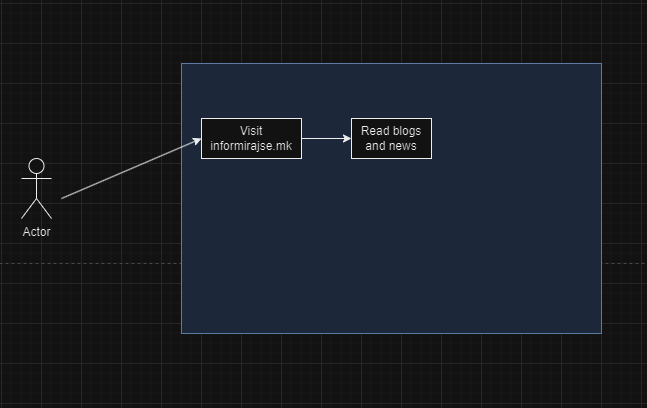 Visit
informirajse.mk
Read blogs
and news
Actor